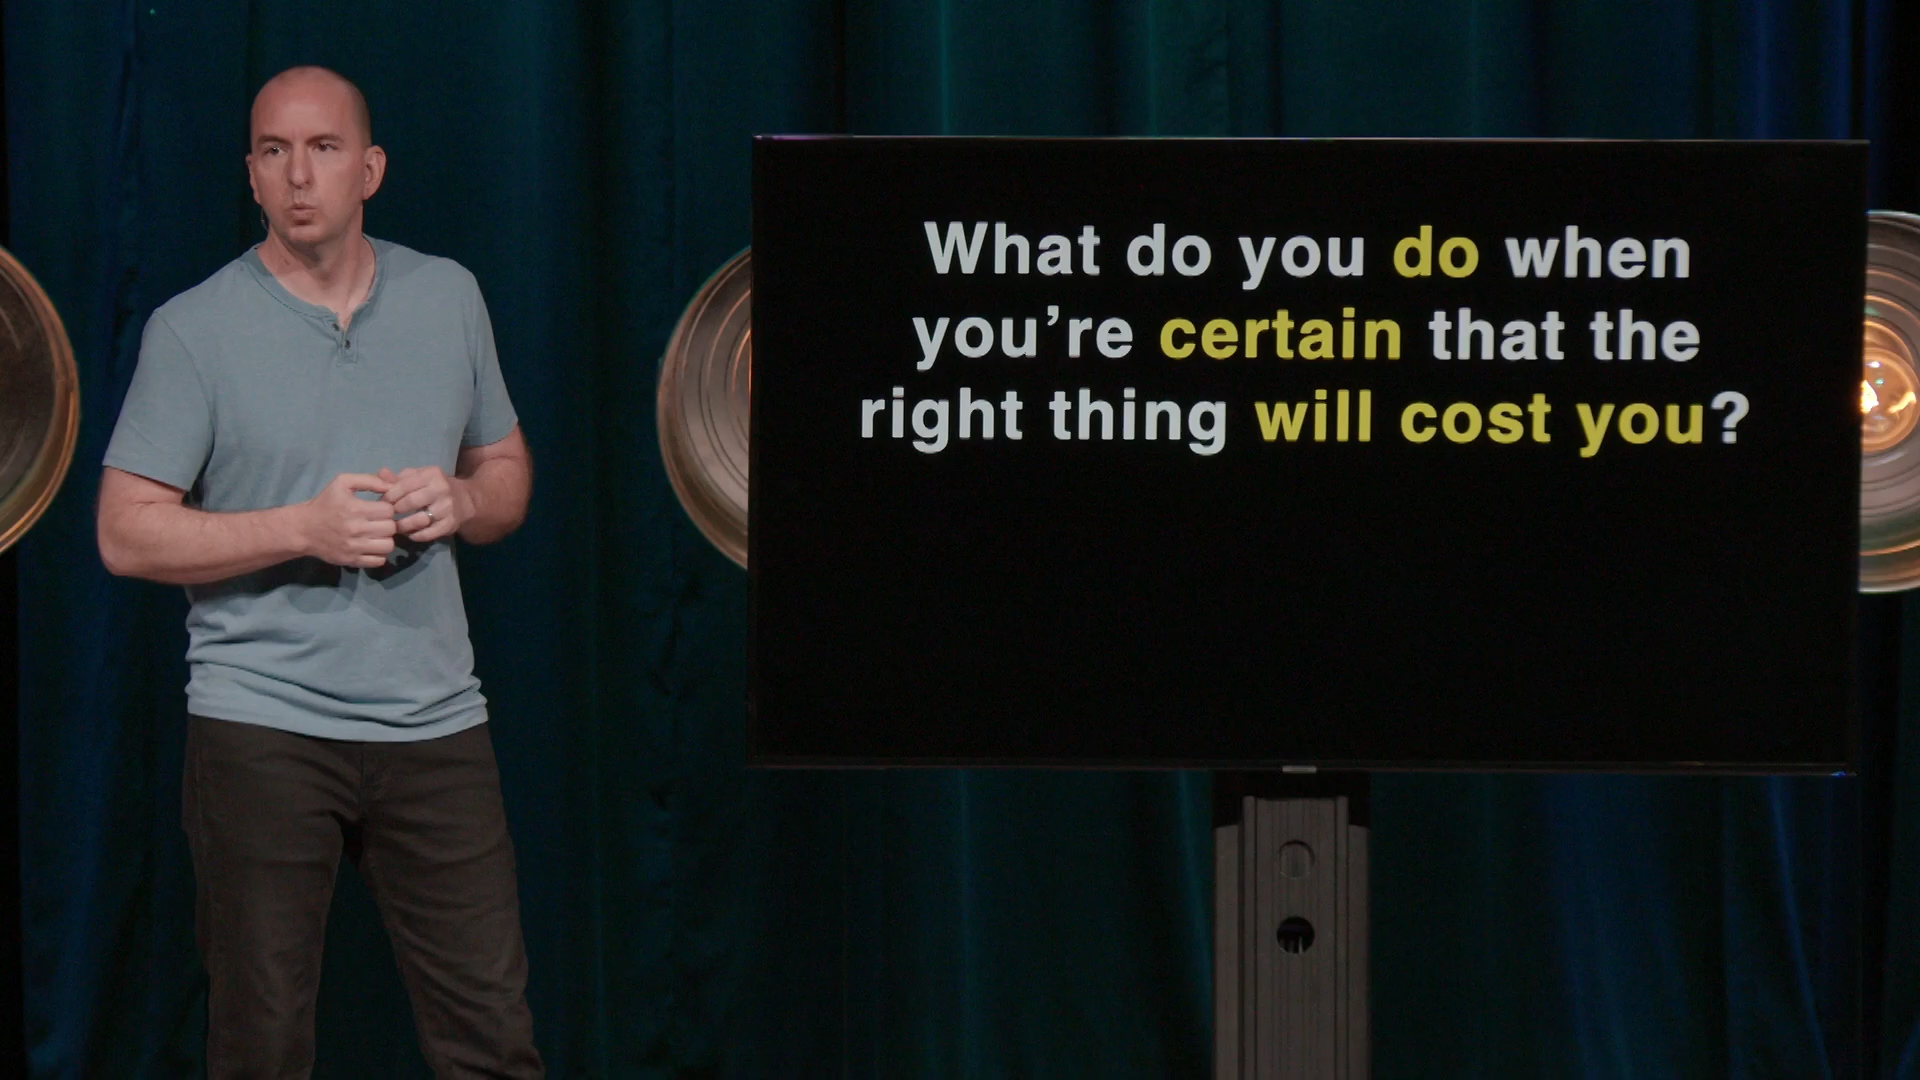 What do you do when
you’re certain that the
right thing will cost you?